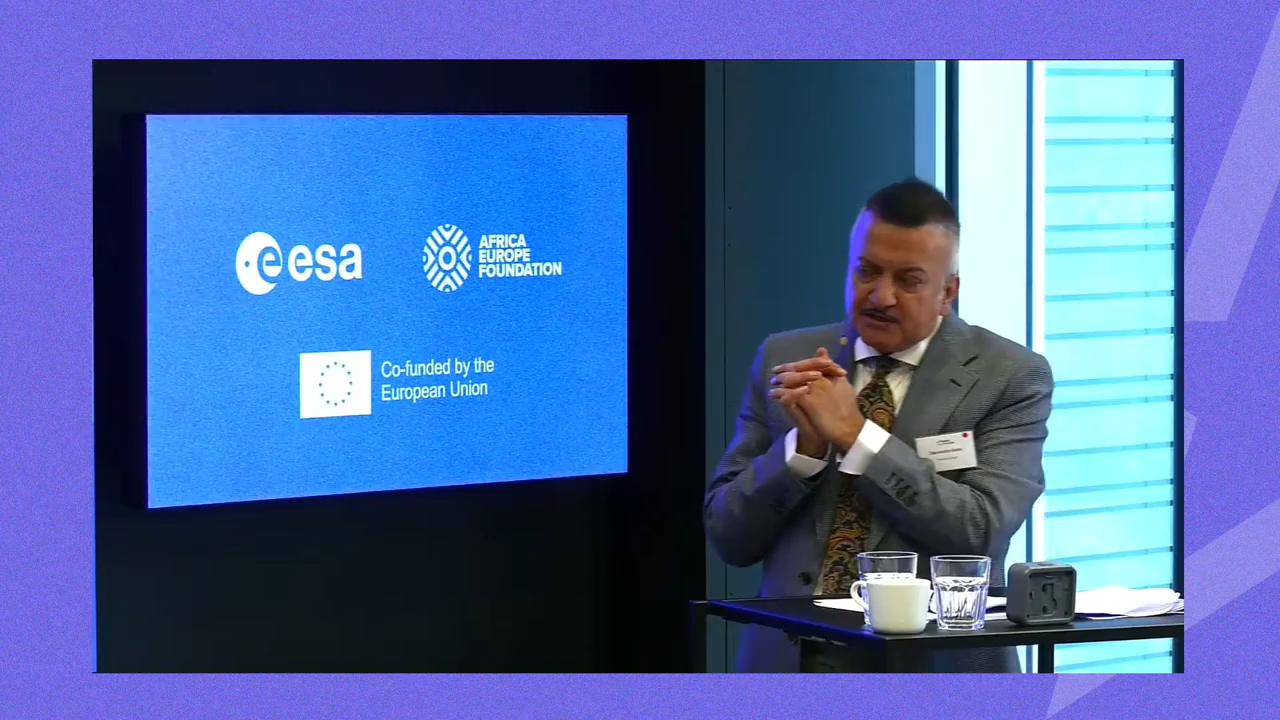 esa
AFRICA
EUROPE
FOUNDATION
Co-funded by the
European Union